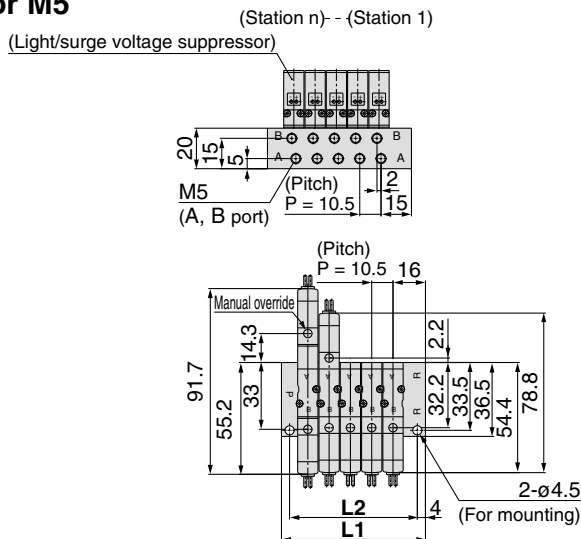 or M5
(Station n)- - -(Station 1)
(Light/surge voltage suppressor)
B B
A A
20
15
5
M5
(A, B port)
(Pitch)
P = 10.5
2
15
(Pitch)
P = 10.5 16
Manual override
14.3
2.2
91.7
55.2
33
P
A A A A
B B B B
R
R
32.2
33.5
36.5
54.4
78.8
2-ø4.5
(For mounting)
L2 4
L1